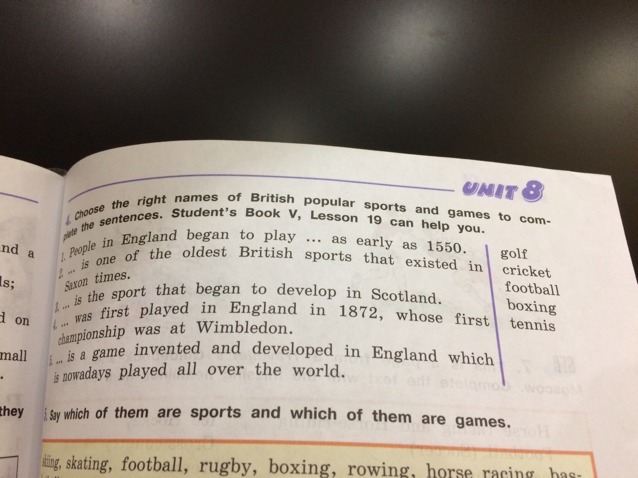 UNIT 8
4. Choose the right names of British popular sports and games to com-
plete the sentences. Student's Book V, Lesson 19 can help you.
1. People in England began to play ... as early as 1550.
2. ... is one of the oldest British sports that existed in
Saxon times.
3. ... is the sport that began to develop in Scotland.
4. ... was first played in England in 1872, whose first
championship was at Wimbledon.
5. ... is a game invented and developed in England which
is nowadays played all over the world.
golf
cricket
football
boxing
tennis
5. Say which of them are sports and which of them are games.
skiing, skating, football, rugby, boxing, rowing, horse racing, bas-
nd a
ls;
d on
mall
they